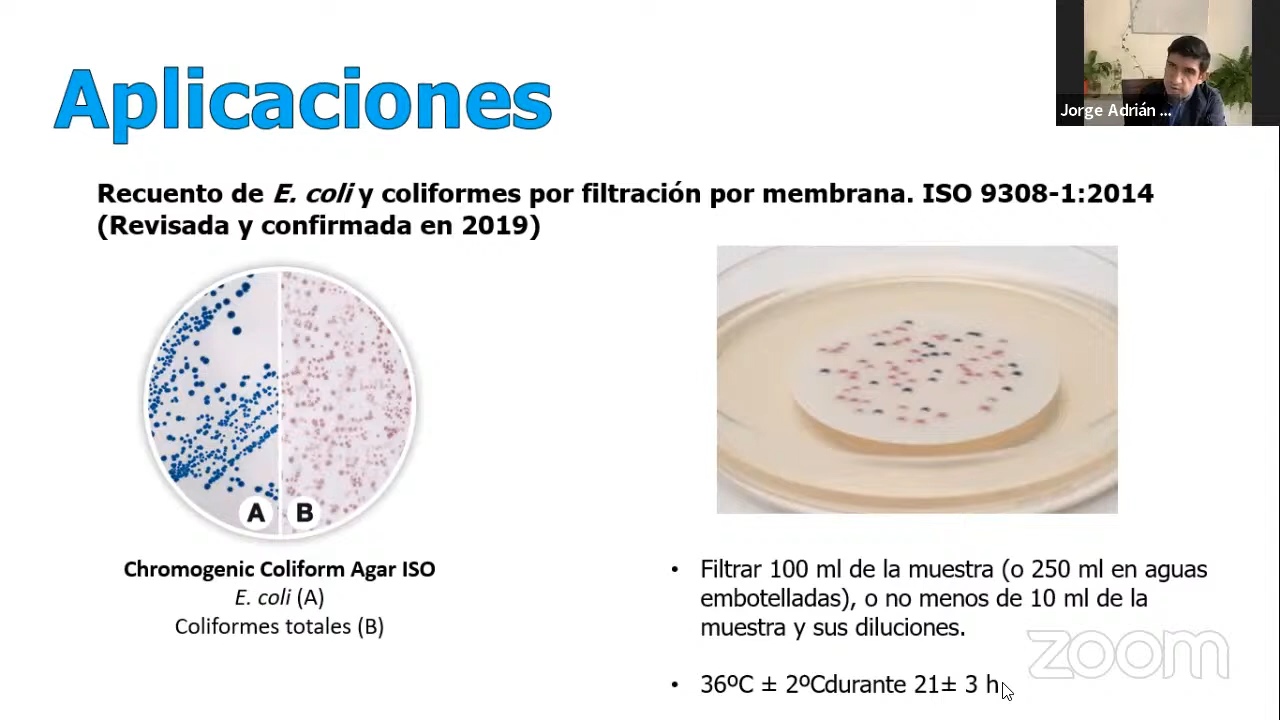 Aplicaciones
Jorge Adrián ...
Recuento de E. coli y coliformes por filtración por membrana. ISO 9308-1:2014
(Revisada y confirmada en 2019)
A B
Chromogenic Coliform Agar ISO
E. coli (A)
Coliformes totales (B)
• Filtrar 100 ml de la muestra (o 250 ml en aguas
embotelladas), o no menos de 10 ml de la
muestra y sus diluciones.
• 36ºC ± 2ºCdurante 21± 3 h
zoom